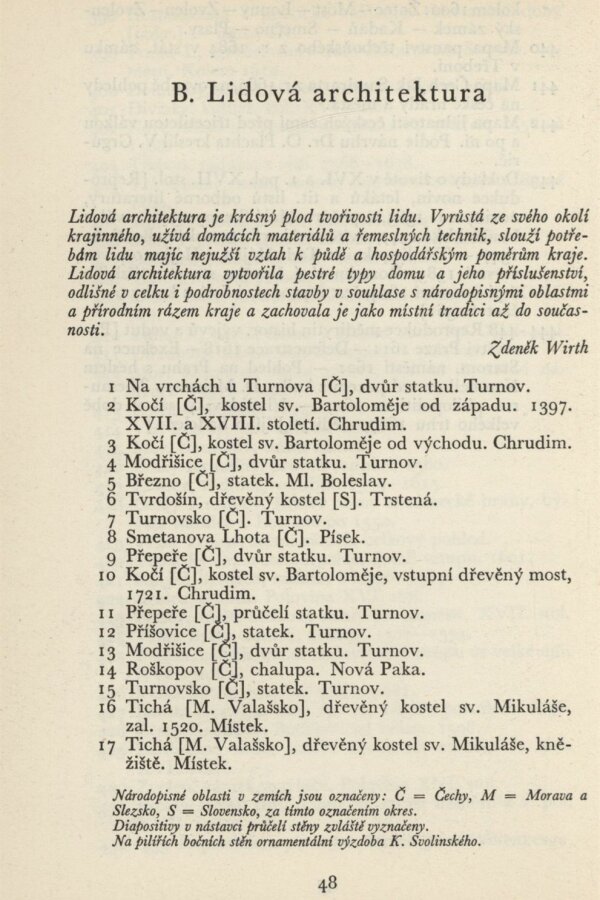 B. Lidová architektura
Lidová architektura je krásný plod tvořivosti lidu. Vyrůstá ze svého okolí
krajinného, užívá domácích materiálů a řemeslných technik, slouží potře-
bám lidu majíc nejužší vztah k půdě a hospodářským poměrům kraje.
Lidová architektura vytvořila pestré typy domu a jeho příslušenství,
odlišné v celku i podrobnostech stavby v souhlase s národopisnými oblastmi
a přírodním rázem kraje a zachovala je jako místní tradici až do součas-
nosti.
Zdeněk Wirth
1 Na vrchách u Turnova [Č], dvůr statku. Turnov.
2 Kočí [Č], kostel sv. Bartoloměje od západu. 1397.
XVII. a XVIII. století. Chrudim.
3 Kočí [Č], kostel sv. Bartoloměje od východu. Chrudim.
4 Modřišice [Č], dvůr statku. Turnov.
5 Březno [Č], statek. Ml. Boleslav.
6 Tvrdošín, dřevěný kostel [S]. Trstená.
7 Turnovsko [Č]. Turnov.
8 Smetanova Lhota [Č]. Písek.
9 Přepeře [Č], dvůr statku. Turnov.
10 Kočí [Č], kostel sv. Bartoloměje, vstupní dřevěný most,
1721. Chrudim.
11 Přepeře [Č], průčelí statku. Turnov.
12 Příšovice [Č], statek. Turnov.
13 Modřišice [Č], dvůr statku. Turnov.
14 Roškopov [Č], chalupa. Nová Paka.
15 Turnovsko [Č], statek. Turnov.
16 Tichá [M. Valašsko], dřevěný kostel sv. Mikuláše,
zal. 1520. Místek.
17 Tichá [M. Valašsko], dřevěný kostel sv. Mikuláše, kně-
žiště. Místek.
Národopisné oblasti v zemích jsou označeny: Č = Čechy, M = Morava a
Slezsko, S = Slovensko, za tímto označením okres.
Diapositivy v nástavci průčelí stěny zvláště vyznačeny.
Na pilířích bočních stěn ornamentální výzdoba K. Svolinského.
48